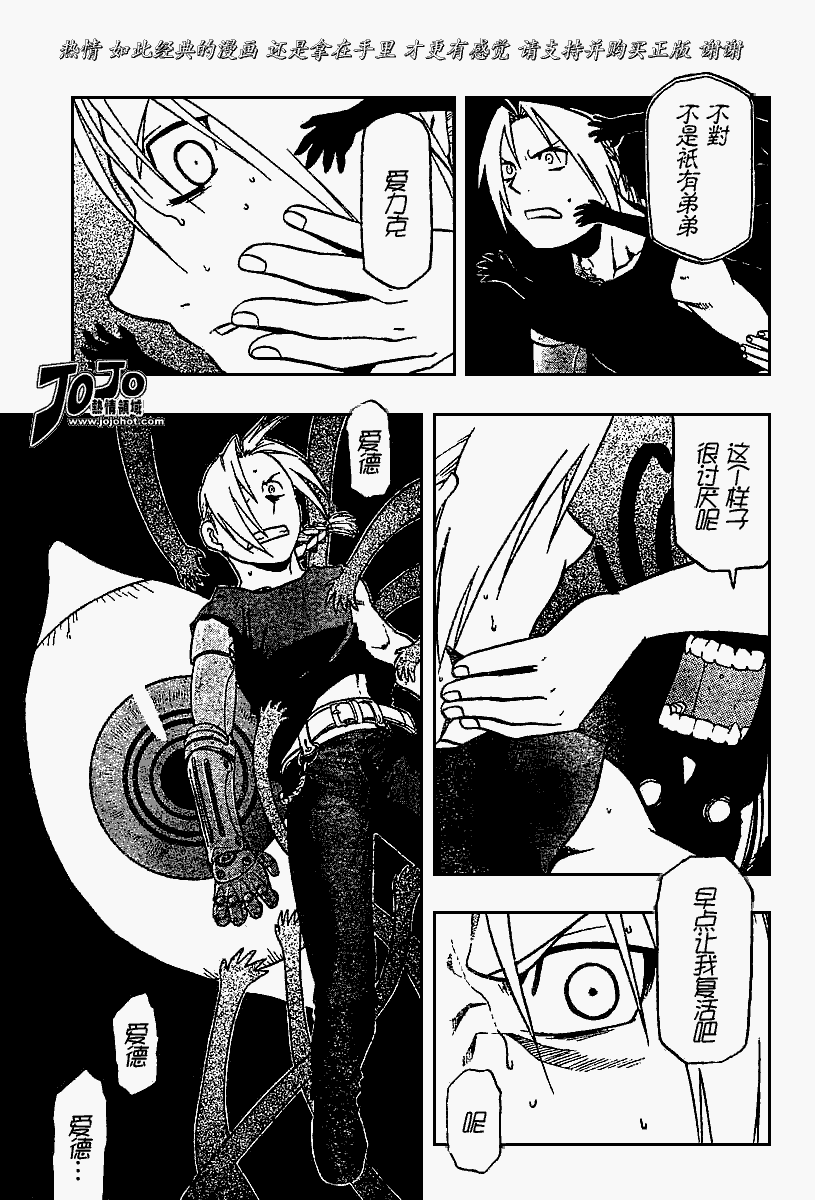 热情 如此经典的漫画 还是拿在手里 才更有感觉 请支持并购买正版 谢谢
不對
不是祇有弟弟
爱力克
JOJO
熱情領域
www.jojohot.com
这个样子
很讨厌呢
早点让我复活吧
呢
爱德
爱德
爱德…